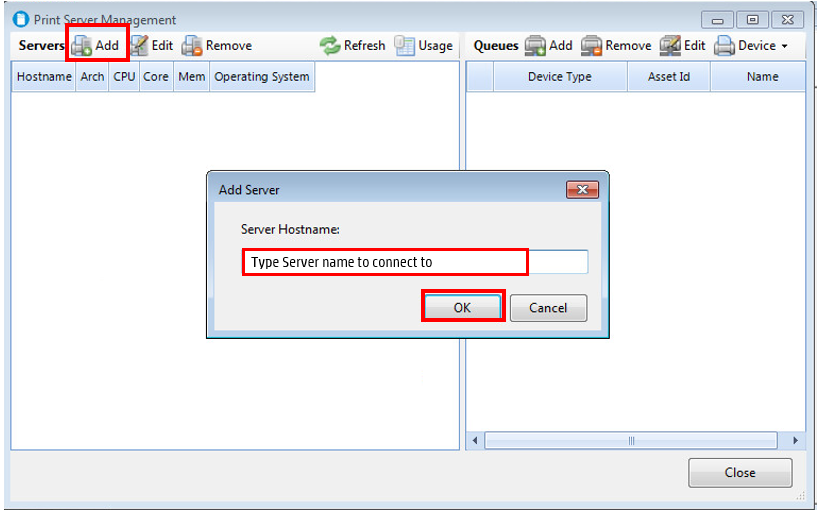 Print Server Management
Servers Add Edit Remove Refresh Usage Queues Add Remove Edit Device
Hostname Arch CPU Core Mem Operating System Device Type Asset Id Name
Add Server
Server Hostname:
Type Server name to connect to
OK Cancel
Close